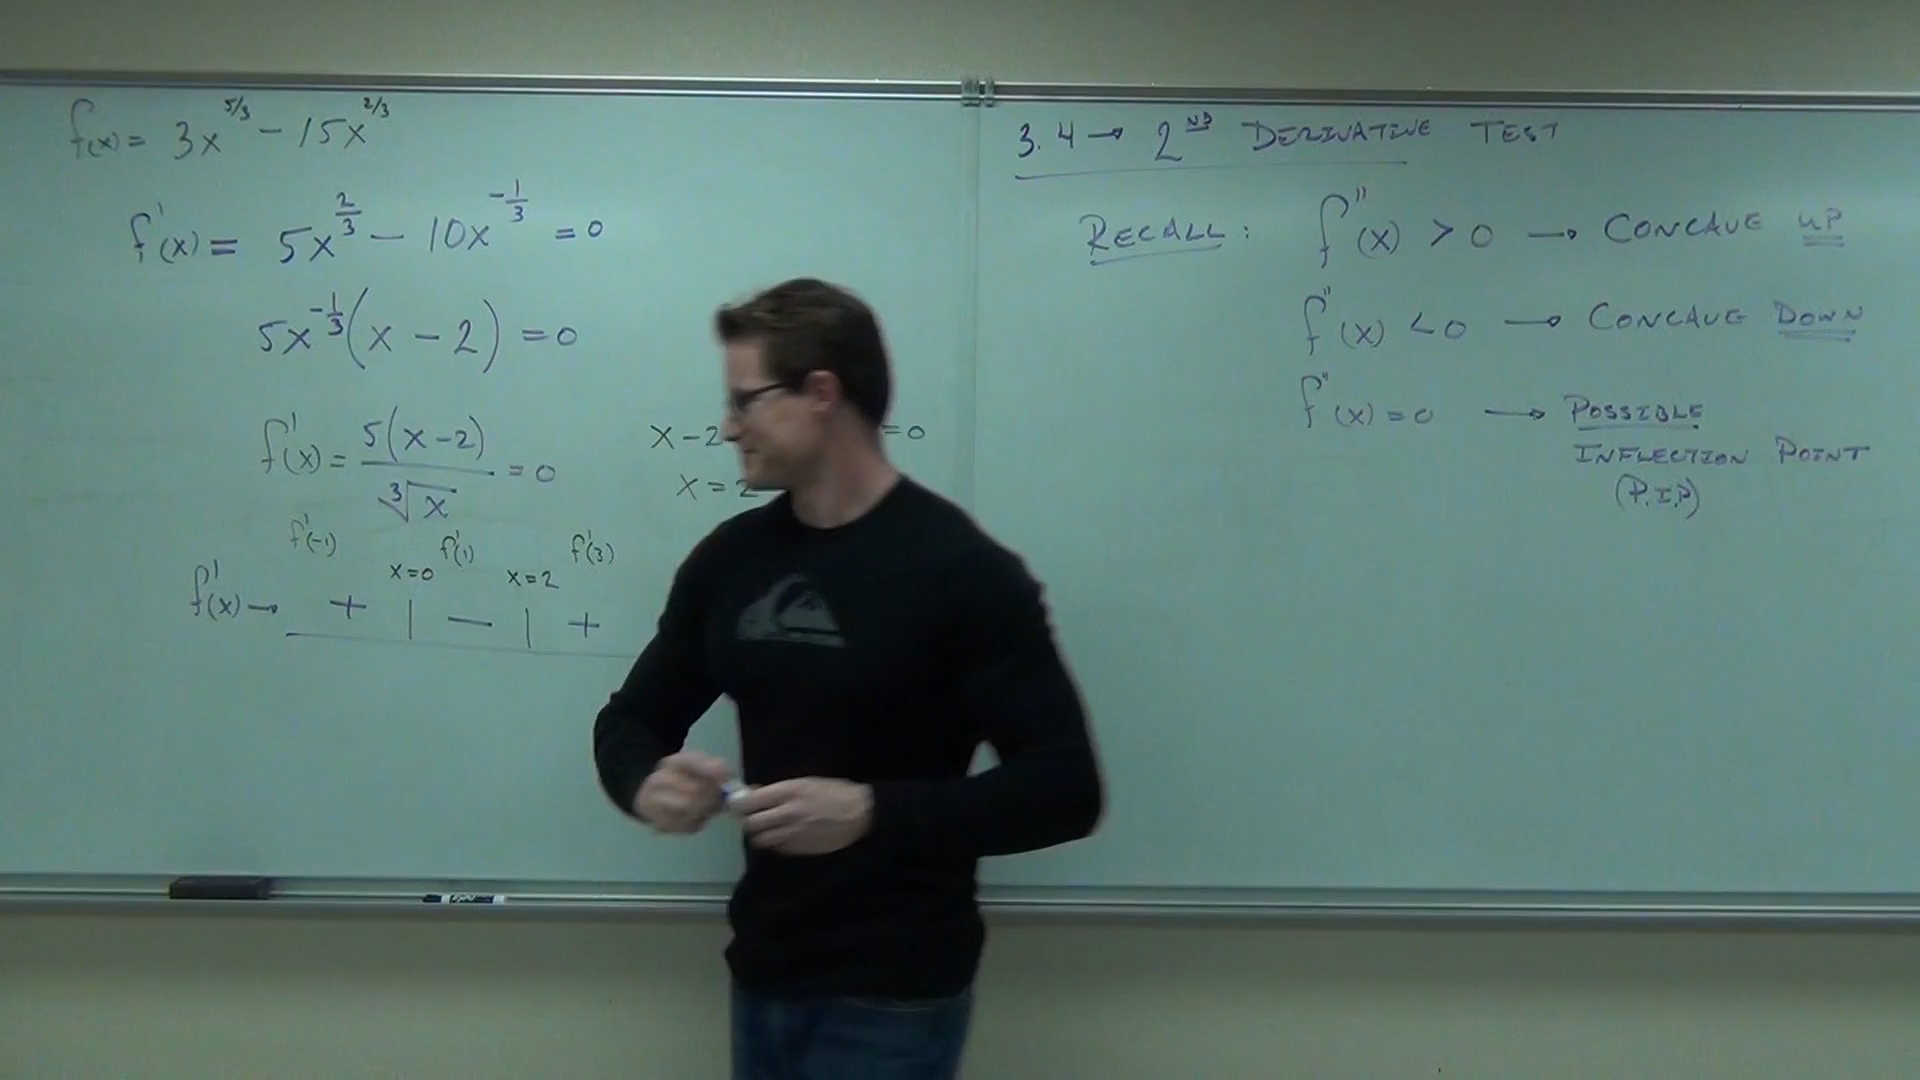 f(x) = 3x^5/3 − 15x^2/3
f'(x) = 5x^2/3 − 10x^-1/3 = 0
5x^-1/3 (x − 2) = 0
f'(x) = 5(x−2) / ∛x = 0
x−2 =0
x=2
f'(-1) f'(1) f'(3)
x=0 x=2
f'(x) → + | — | +
3.4 → 2ND DERIVATIVE TEST
RECALL: f''(x) > 0 → CONCAVE UP
f''(x) < 0 → CONCAVE DOWN
f''(x) = 0 → POSSIBLE
INFLECTION POINT
(P.I.P)